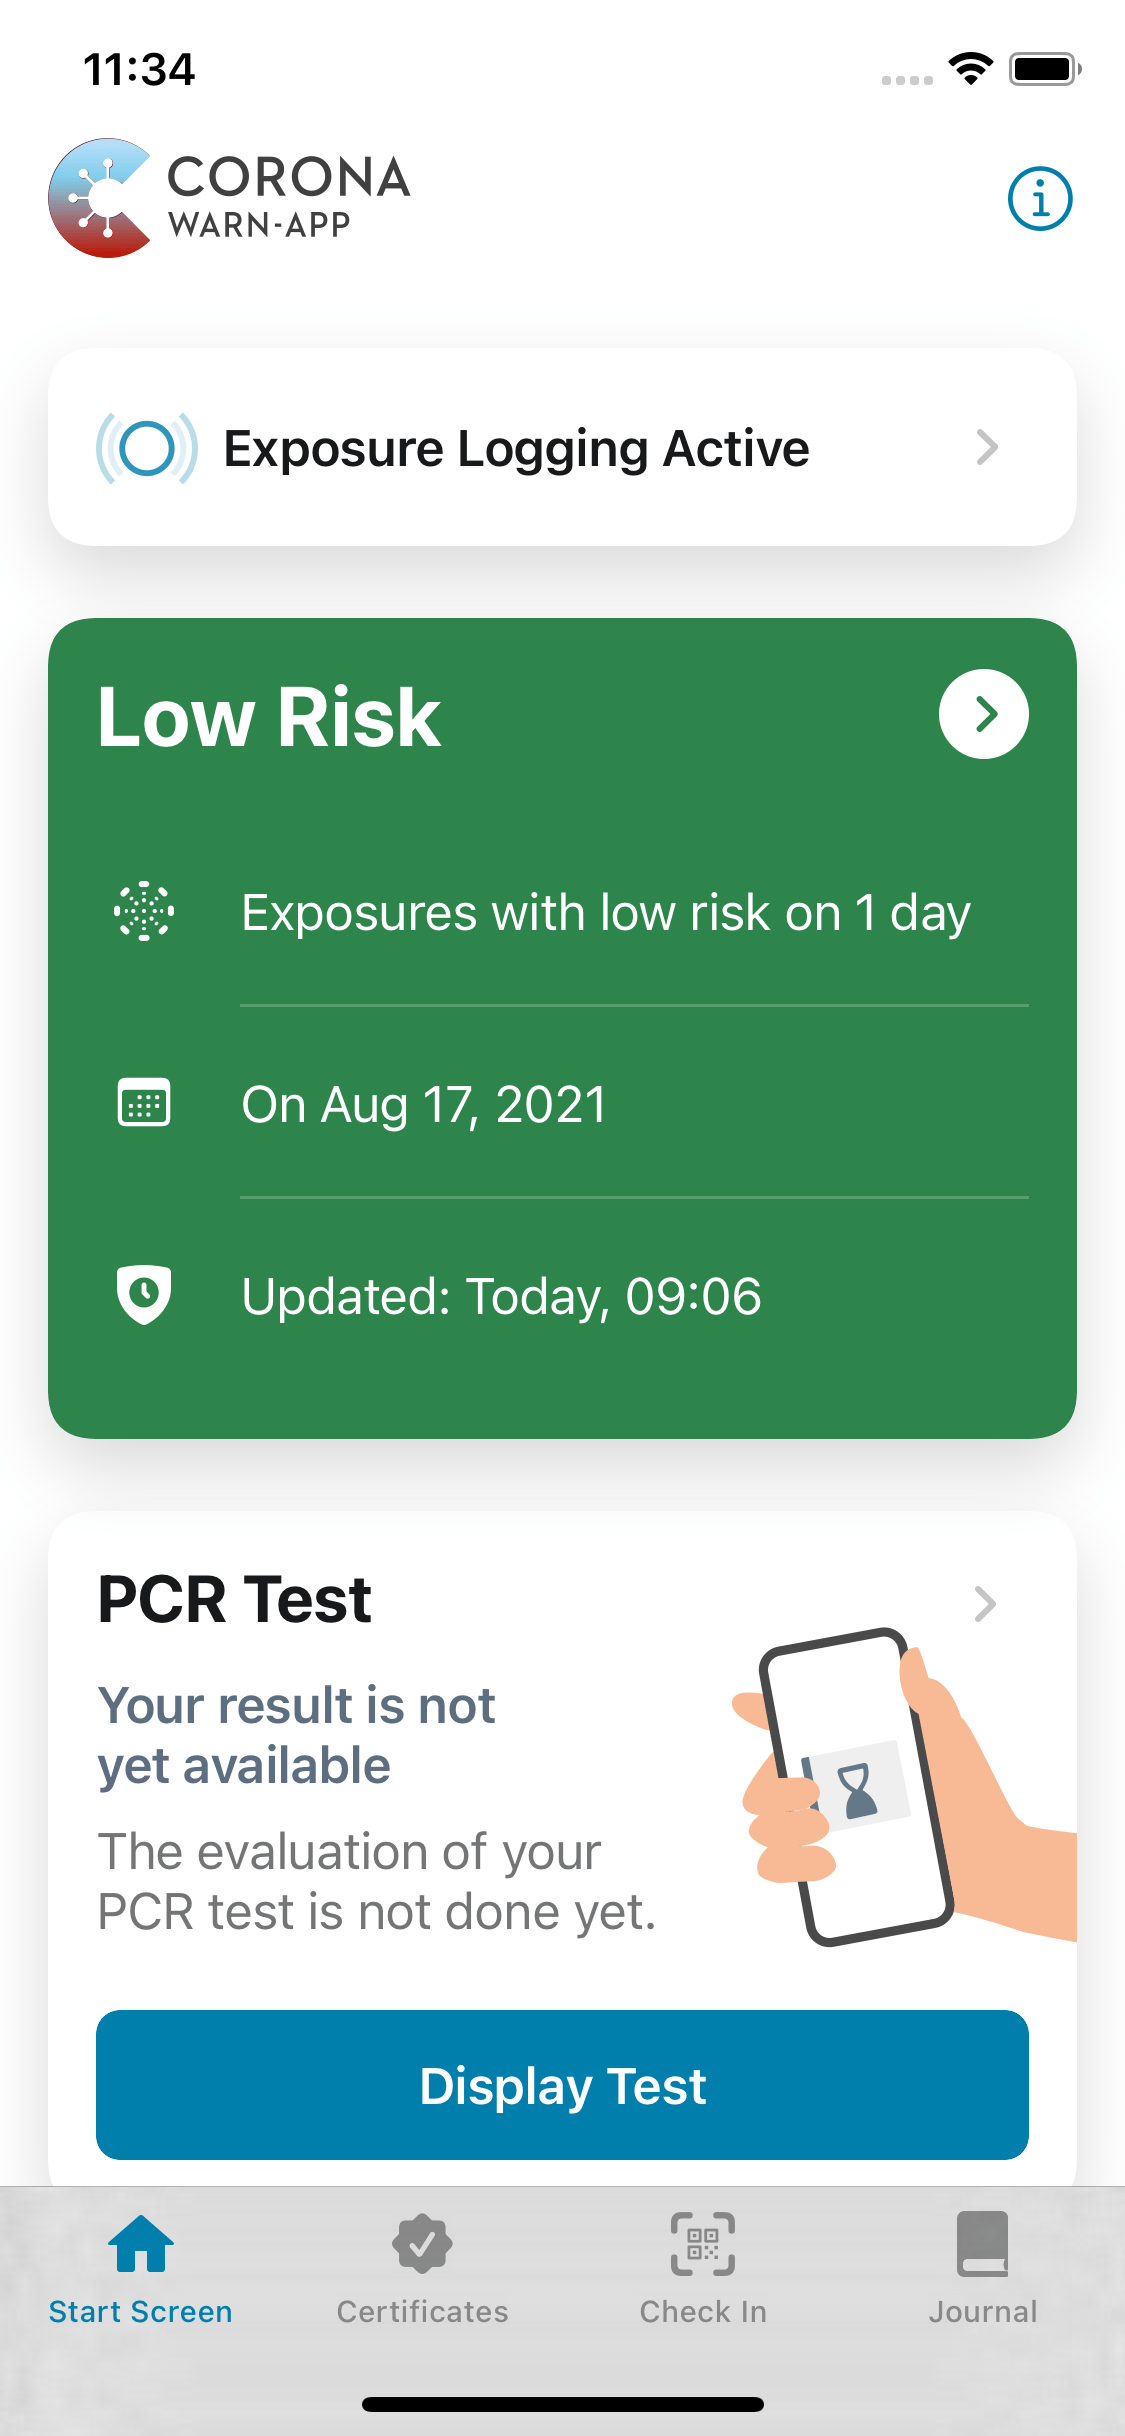 11:34
CORONA
WARN-APP
Exposure Logging Active
Low Risk
Exposures with low risk on 1 day
On Aug 17, 2021
Updated: Today, 09:06
PCR Test
Your result is not
yet available
The evaluation of your
PCR test is not done yet.
Display Test
Start Screen
Certificates
Check In
Journal